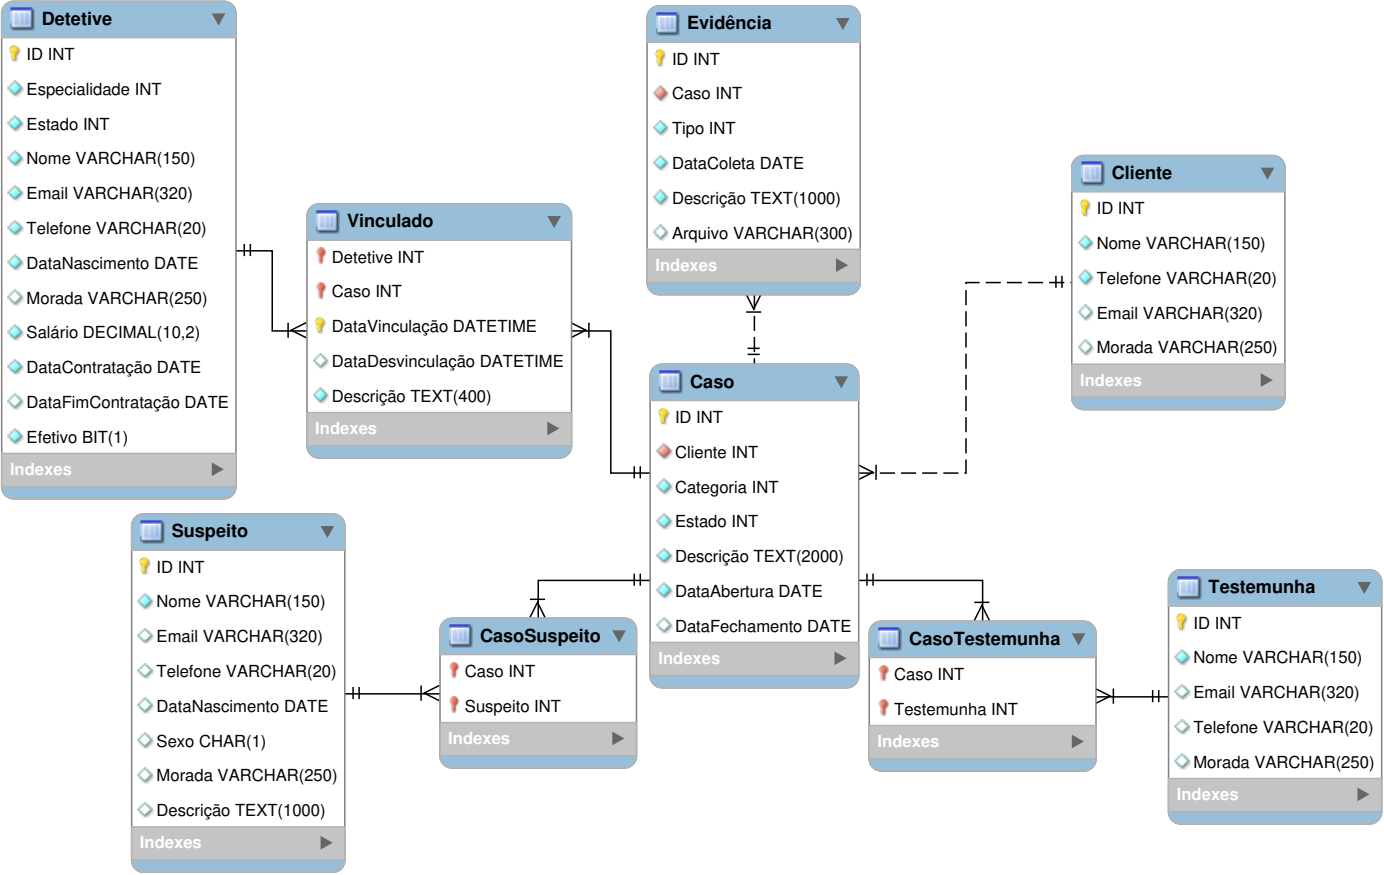 Detetive
ID INT
Especialidade INT
Estado INT
Nome VARCHAR(150)
Email VARCHAR(320)
Telefone VARCHAR(20)
DataNascimento DATE
Morada VARCHAR(250)
Salário DECIMAL(10,2)
DataContratação DATE
DataFimContratação DATE
Efetivo BIT(1)
Indexes
Vinculado
Detetive INT
Caso INT
DataVinculação DATETIME
DataDesvinculação DATETIME
Descrição TEXT(400)
Indexes
Evidência
ID INT
Caso INT
Tipo INT
DataColeta DATE
Descrição TEXT(1000)
Arquivo VARCHAR(300)
Indexes
Cliente
ID INT
Nome VARCHAR(150)
Telefone VARCHAR(20)
Email VARCHAR(320)
Morada VARCHAR(250)
Indexes
Caso
ID INT
Cliente INT
Categoria INT
Estado INT
Descrição TEXT(2000)
DataAbertura DATE
DataFechamento DATE
Indexes
Suspeito
ID INT
Nome VARCHAR(150)
Email VARCHAR(320)
Telefone VARCHAR(20)
DataNascimento DATE
Sexo CHAR(1)
Morada VARCHAR(250)
Descrição TEXT(1000)
Indexes
CasoSuspeito
Caso INT
Suspeito INT
Indexes
CasoTestemunha
Caso INT
Testemunha INT
Indexes
Testemunha
ID INT
Nome VARCHAR(150)
Email VARCHAR(320)
Telefone VARCHAR(20)
Morada VARCHAR(250)
Indexes